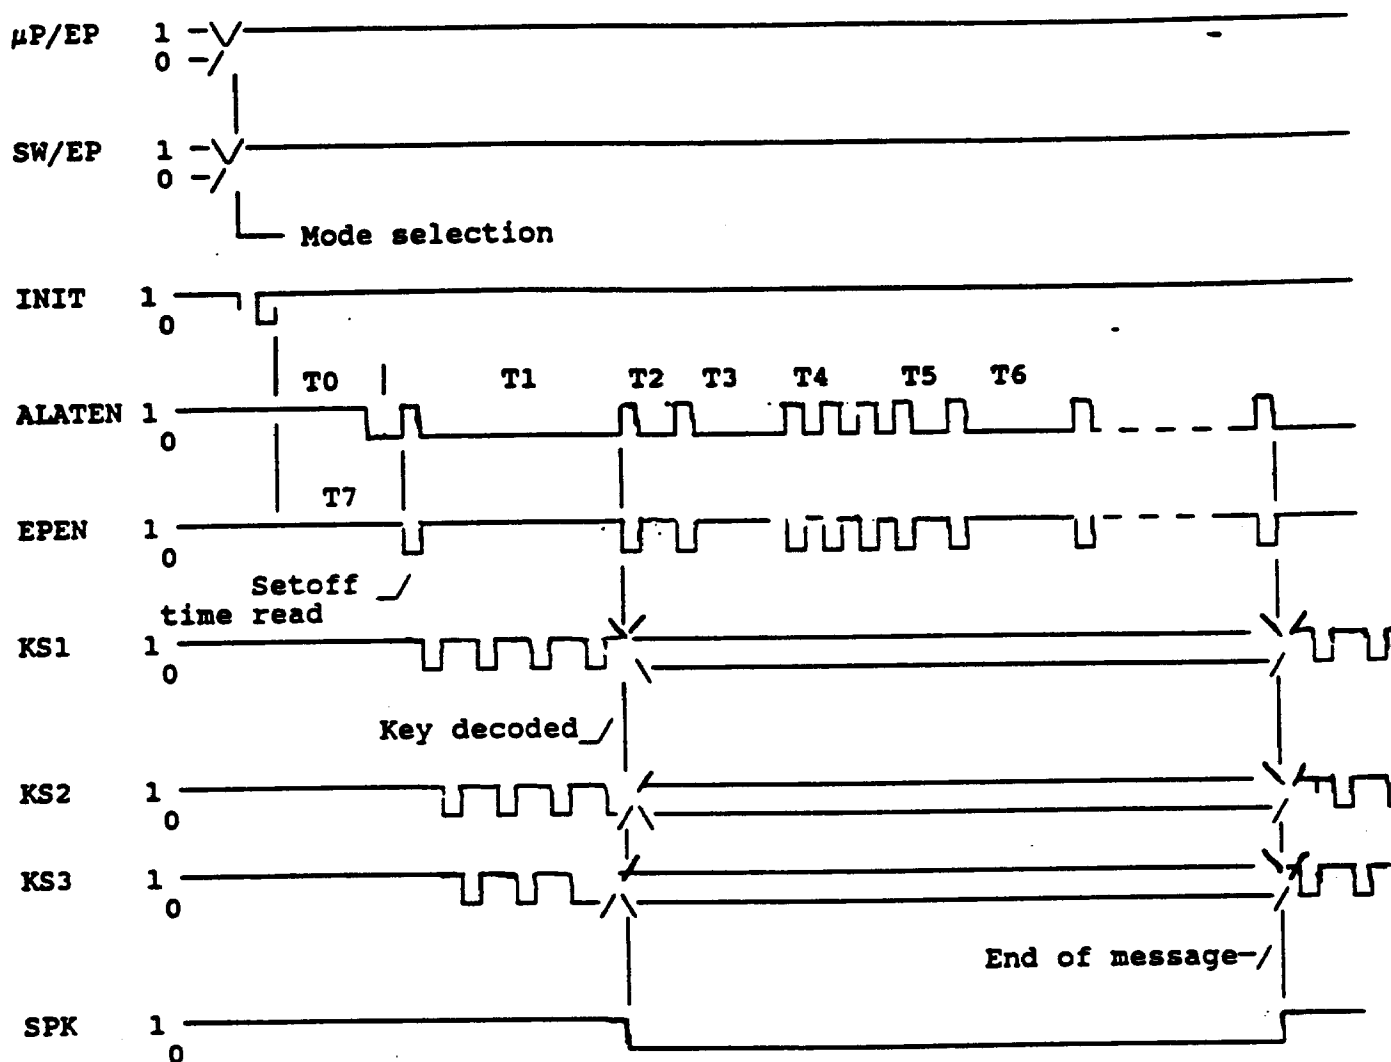 μP/EP 1
0
SW/EP 1
0
Mode selection
INIT 1
0
T0 T1 T2 T3 T4 T5 T6
ALATEN 1
0
T7
EPEN 1
0
Setoff
time read
KS1 1
0
Key decoded
KS2 1
0
KS3 1
0
End of message
SPK 1
0